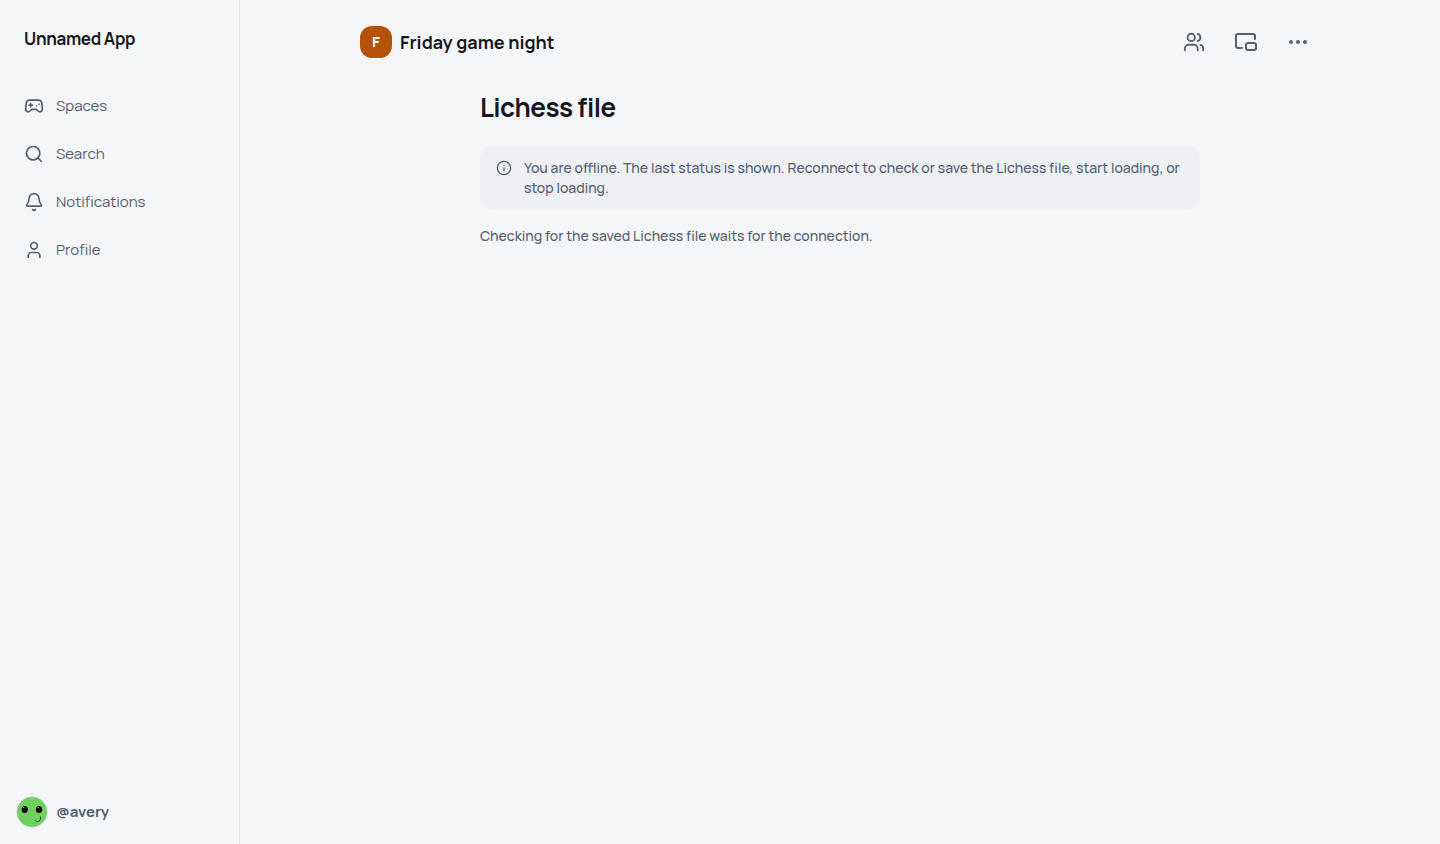 Unnamed App
Spaces
Search
Notifications
Profile
@avery
F
Friday game night
Lichess file
You are offline. The last status is shown. Reconnect to check or save the Lichess file, start loading, or
stop loading.
Checking for the saved Lichess file waits for the connection.